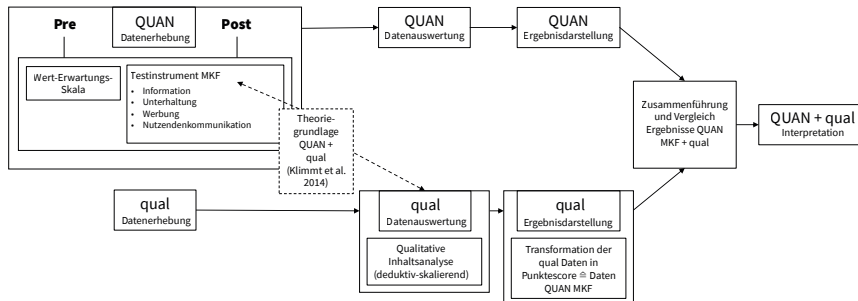 Pre
QUAN
Datenerhebung
Post
Wert-Erwartungs-
Skala
Testinstrument MKF
• Information
• Unterhaltung
• Werbung
• Nutzendenkommunikation
QUAN
Datenauswertung
QUAN
Ergebnisdarstellung
Theorie-
grundlage
QUAN +
qual
(Klimmt et al.
2014)
Zusammenführung
und Vergleich
Ergebnisse QUAN
MKF + qual
QUAN + qual
Interpretation
qual
Datenerhebung
qual
Datenauswertung
Qualitative
Inhaltsanalyse
(deduktiv-skalierend)
qual
Ergebnisdarstellung
Transformation der
qual Daten in
Punktescore ≙ Daten
QUAN MKF